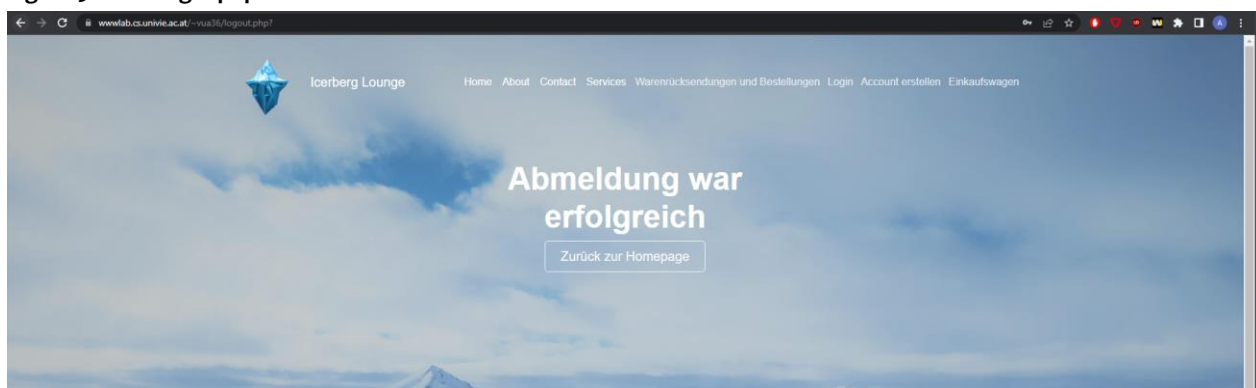 wwwlab.cs.univie.ac.at/~vua36/logout.php?
Icerberg Lounge Home About Contact Services Warenrücksendungen und Bestellungen Login Account erstellen Einkaufswagen
Abmeldung war
erfolgreich
Zurück zur Homepage